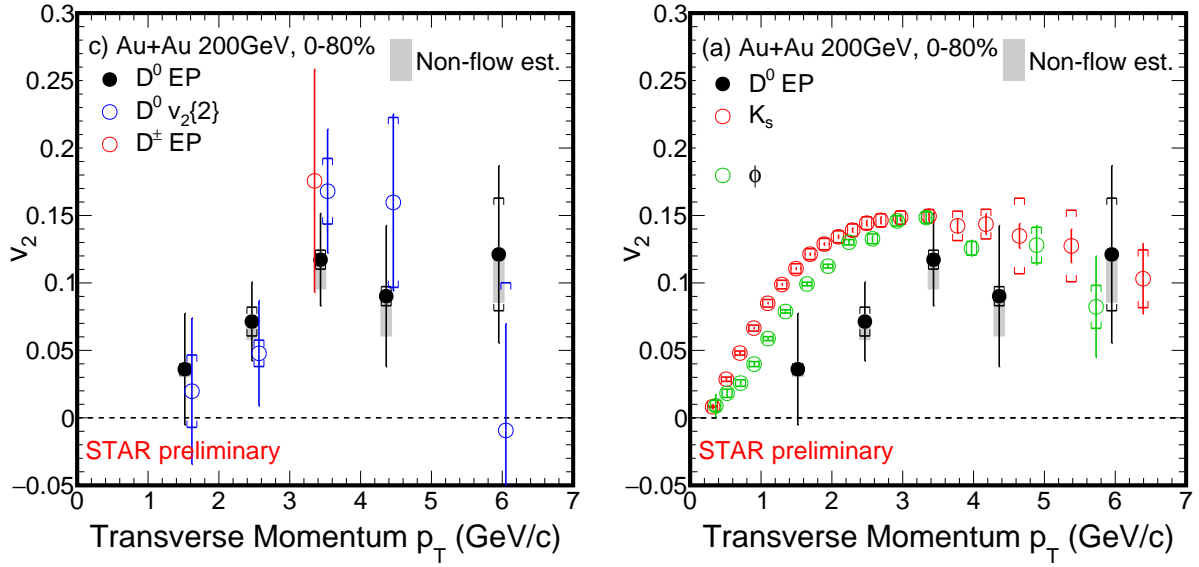 c) Au+Au 200GeV, 0-80%
Non-flow est.
D⁰ EP
D⁰ v₂{2}
D± EP
STAR preliminary
v₂
0.3
0.25
0.2
0.15
0.1
0.05
0
−0.05
0 1 2 3 4 5 6 7
Transverse Momentum p_T (GeV/c)
(a) Au+Au 200GeV, 0-80%
Non-flow est.
D⁰ EP
K_s
ϕ
STAR preliminary
v₂
0.3
0.25
0.2
0.15
0.1
0.05
0
−0.05
0 1 2 3 4 5 6 7
Transverse Momentum p_T (GeV/c)